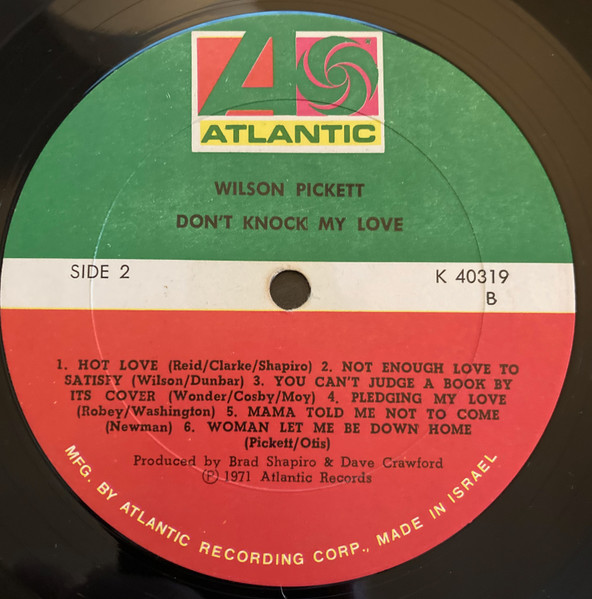 ATLANTIC
WILSON PICKETT
DON'T KNOCK MY LOVE
SIDE 2
K 40319
B
1. HOT LOVE (Reid/Clarke/Shapiro) 2. NOT ENOUGH LOVE TO
SATISFY (Wilson/Dunbar) 3. YOU CAN'T JUDGE A BOOK BY
ITS COVER (Wonder/Cosby/Moy) 4. PLEDGING MY LOVE
(Robey/Washington) 5. MAMA TOLD ME NOT TO COME
(Newman) 6. WOMAN LET ME BE DOWN HOME
(Pickett/Otis)
Produced by Brad Shapiro & Dave Crawford
Ⓟ 1971 Atlantic Records
MFG. BY ATLANTIC RECORDING CORP., MADE IN ISRAEL